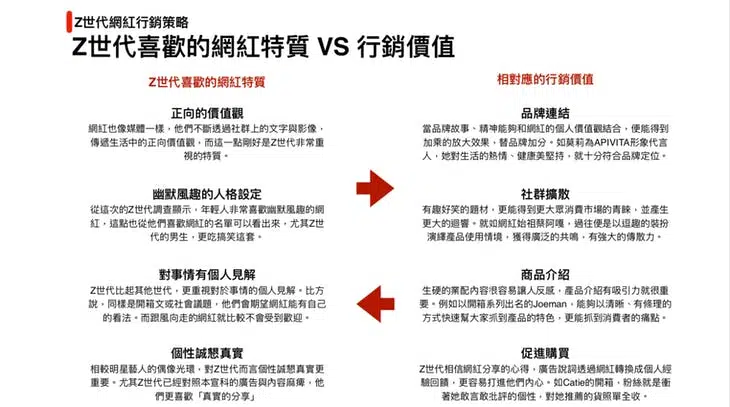 Z世代網紅行銷策略
Z世代喜歡的網紅特質 VS 行銷價值
Z世代喜歡的網紅特質
正向的價值觀
網紅也像媒體一樣，他們不斷透過社群上的文字與影像，
傳遞生活中的正向價值觀，而這一點剛好是Z世代非常重
視的特質。
幽默風趣的人格設定
從這次的Z世代調查顯示，年輕人非常喜歡幽默風趣的網
紅，這點也從他們喜歡網紅的名單可以看出來，尤其Z世
代的男生，更吃搞笑這套。
對事情有個人見解
Z世代比起其他世代，更重視對於事情的個人見解。比方
說，同樣是開箱文或社會議題，他們會期望網紅能有自己
的看法。而跟風向走的網紅就比較不會受到歡迎。
個性誠懇真實
相較明星藝人的偶像光環，對Z世代而言個性誠懇真實更
重要。尤其Z世代已經對照本宣科的廣告與內容麻痺，他
們更喜歡「真實的分享」
相對應的行銷價值
品牌連結
當品牌故事、精神能夠和網紅的個人價值觀結合，便能得到
加乘的放大效果，替品牌加分。如莫莉為APIVITA形象代言
人，她對生活的熱情、健康美堅持，就十分符合品牌定位。
社群擴散
有趣好笑的題材，更能得到更大眾消費市場的青睞，並產生
更大的迴響。就如網紅始祖蔡阿嘎，過往便是以逗趣的裝扮
演繹產品使用情境，獲得廣泛的共鳴，有強大的傳散力。
商品介紹
生硬的業配內容很容易讓人反感，產品介紹有吸引力就很重
要。例如以開箱系列出名的Joeman，能夠以清晰、有條理的
方式快速幫大家抓到產品的特色，更能抓到消費者的痛點。
促進購買
Z世代相信網紅分享的心得，廣告說詞透過網紅轉換成個人經
驗回饋，更容易打進他們內心。如Catie的開箱，粉絲就是衝
著她敢言敢批評的個性，對她推薦的貨照單全收。